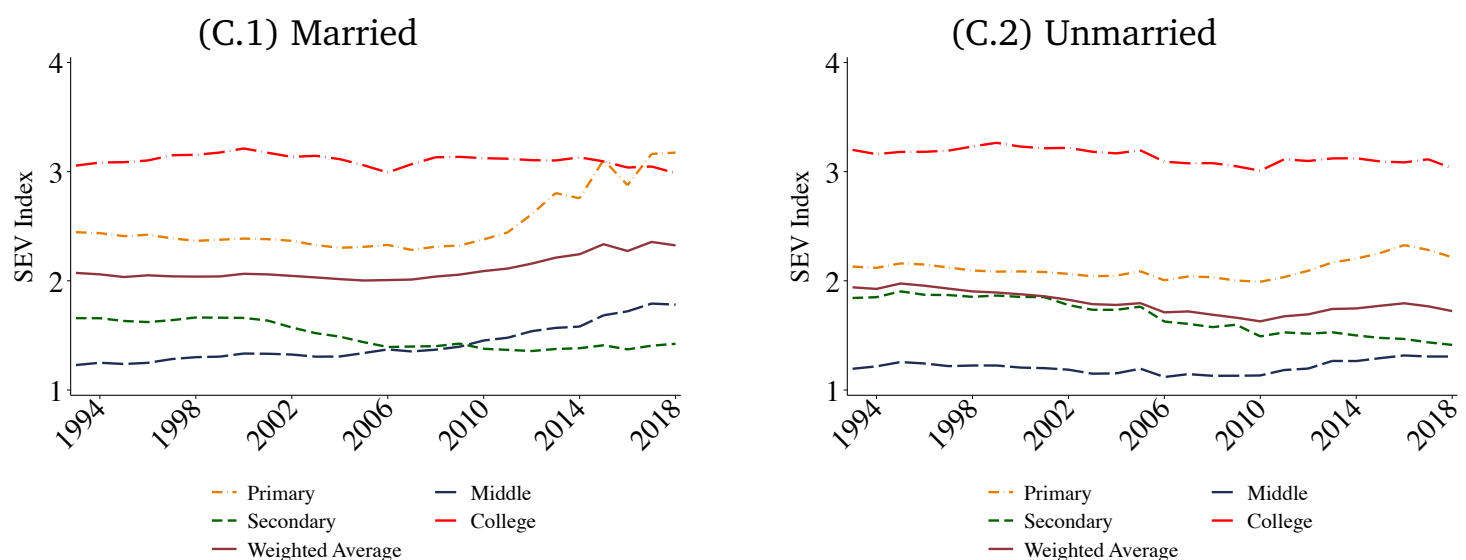 (C.1) Married
4
3
2
1
SEV Index
1994 1998 2002 2006 2010 2014 2018
Primary Middle
Secondary College
Weighted Average
(C.2) Unmarried
4
3
2
1
SEV Index
1994 1998 2002 2006 2010 2014 2018
Primary Middle
Secondary College
Weighted Average